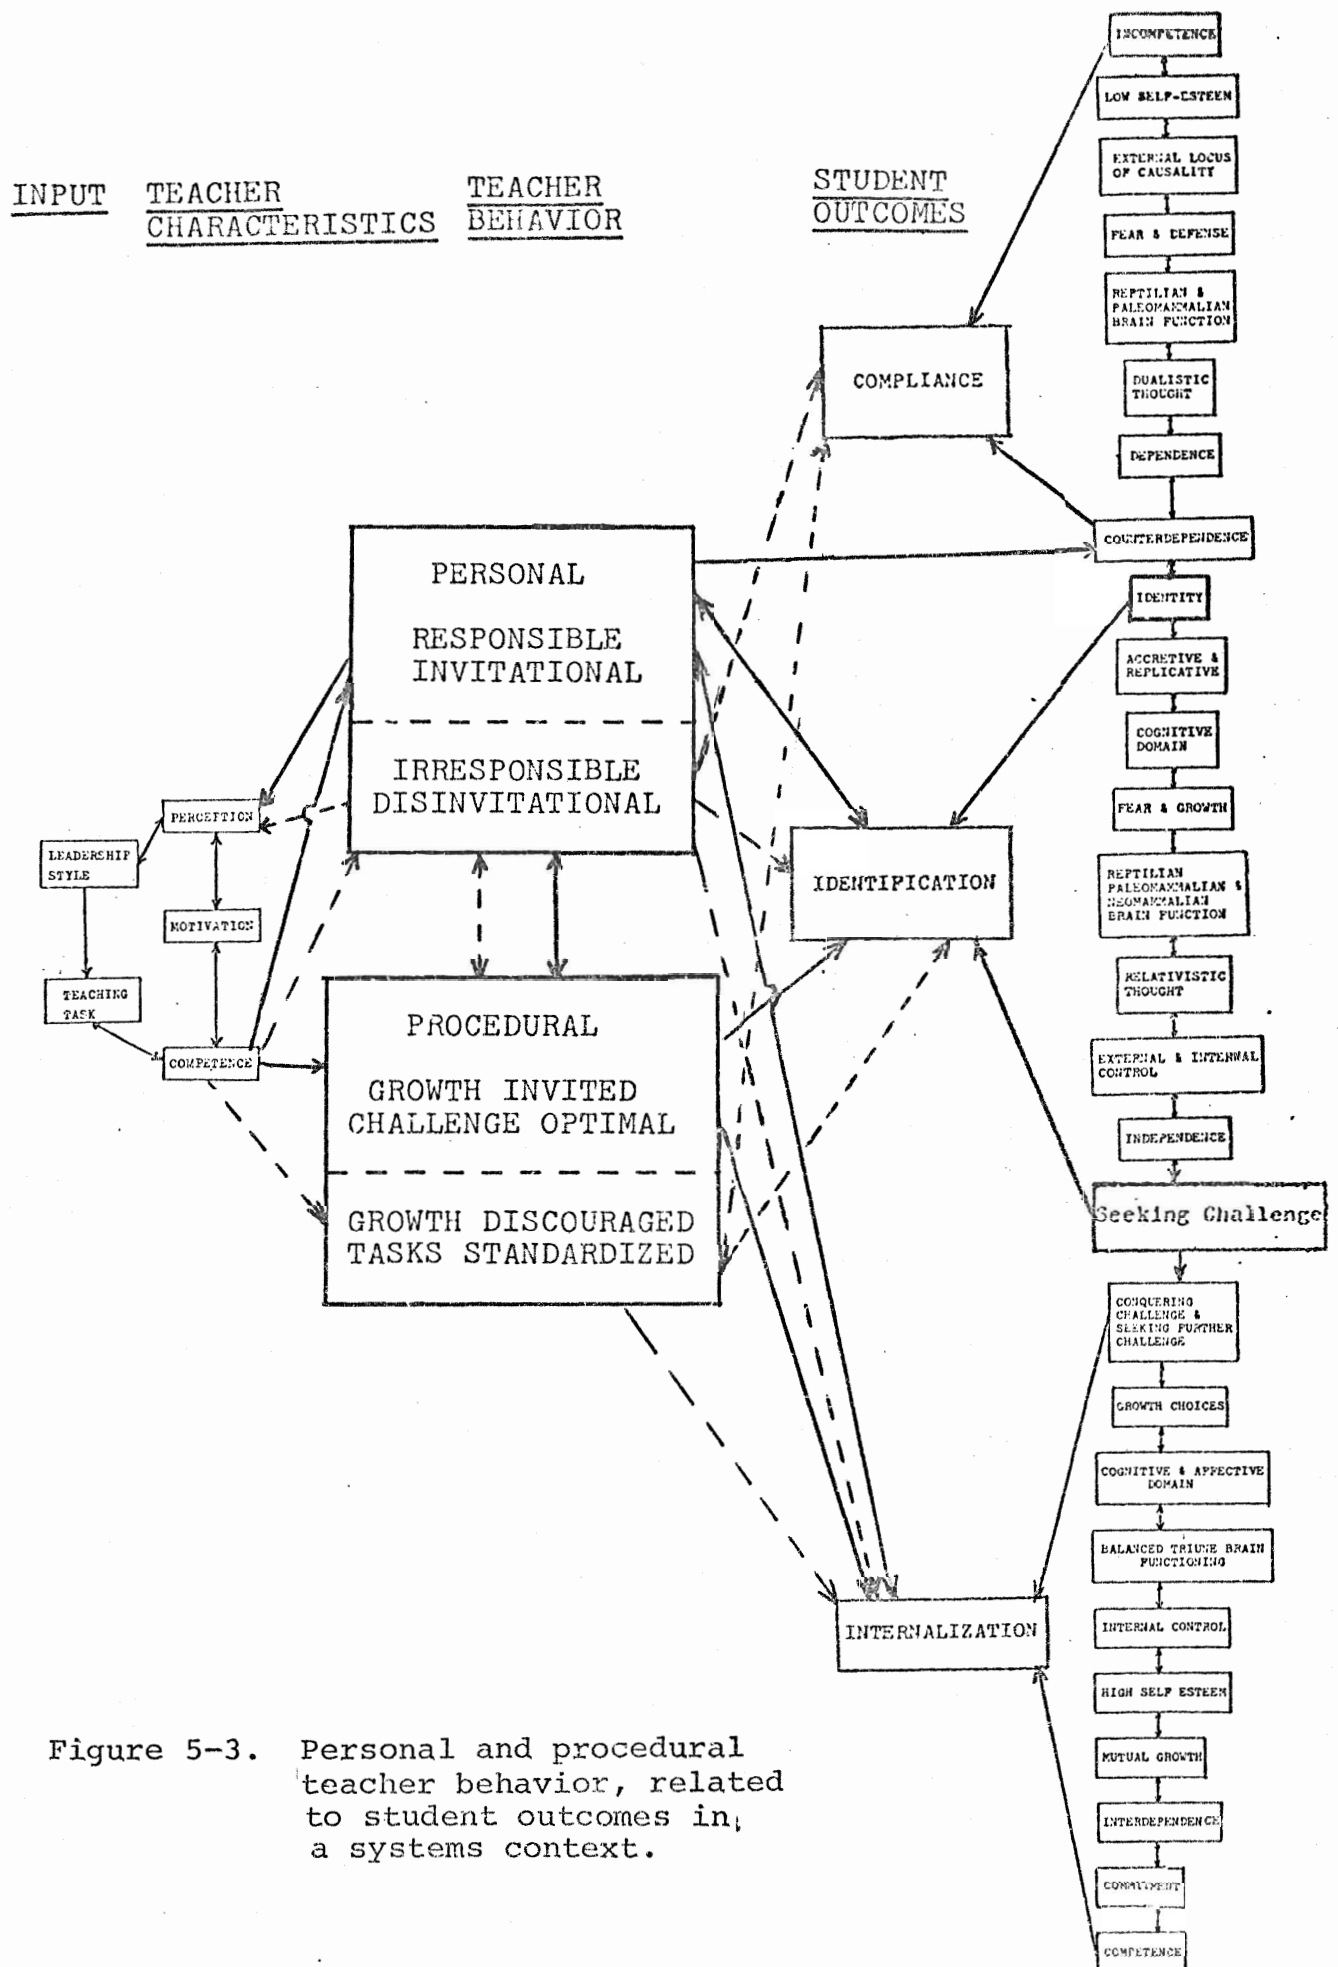 INPUT
TEACHER
CHARACTERISTICS
TEACHER
BEHAVIOR
STUDENT
OUTCOMES
LEADERSHIP
STYLE
TEACHING
TASK
PERCEPTION
MOTIVATION
COMPETENCE
PERSONAL
RESPONSIBLE
INVITATIONAL
IRRESPONSIBLE
DISINVITATIONAL
PROCEDURAL
GROWTH INVITED
CHALLENGE OPTIMAL
GROWTH DISCOURAGED
TASKS STANDARDIZED
COMPLIANCE
IDENTIFICATION
INTERNALIZATION
INCOMPETENCE
LOW SELF-ESTEEM
EXTERNAL LOCUS
OF CAUSALITY
FEAR & DEFENSE
REPTILIAN &
PALEOMAMMALIAN
BRAIN FUNCTION
DUALISTIC
THOUGHT
DEPENDENCE
COUNTERDEPENDENCE
IDENTITY
ACCRETIVE &
REPLICATIVE
COGNITIVE
DOMAIN
FEAR & GROWTH
REPTILIAN
PALEOMAMMALIAN &
NEOMAMMALIAN
BRAIN FUNCTION
RELATIVISTIC
THOUGHT
EXTERNAL & INTERNAL
CONTROL
INDEPENDENCE
Seeking Challenge
CONQUERING
CHALLENGE &
SEEKING FURTHER
CHALLENGE
GROWTH CHOICES
COGNITIVE & AFFECTIVE
DOMAIN
BALANCED TRIUNE BRAIN
FUNCTIONING
INTERNAL CONTROL
HIGH SELF ESTEEM
MUTUAL GROWTH
INTERDEPENDENCE
COMMITMENT
COMPETENCE
Figure 5-3. Personal and procedural
teacher behavior, related
to student outcomes in
a systems context.